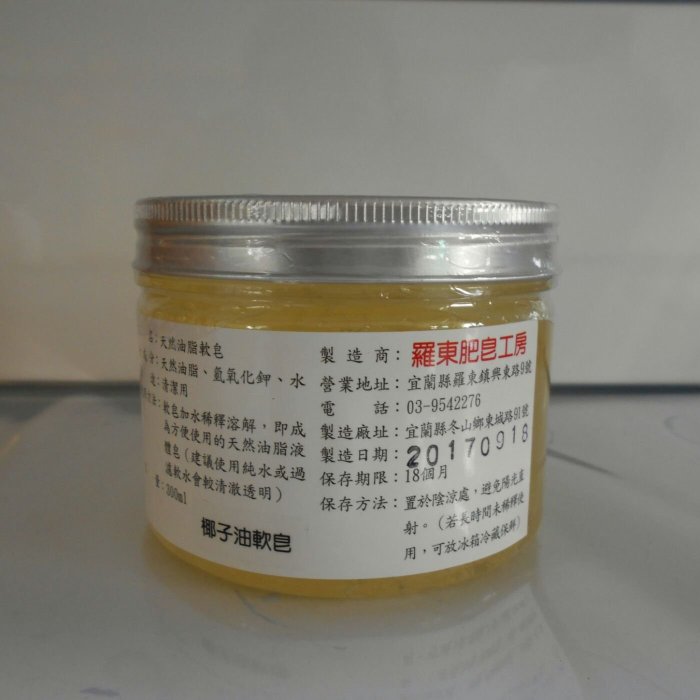 名：天然油脂軟皂
成分：天然油脂、氫氧化鉀、水
途：清潔用
方法：軟皂加水稀釋溶解，即成
為方便使用的天然油脂液
體皂（建議使用純水或過
濾軟水會較清澈透明）
量：300ml
椰子油軟皂
製造商：羅東肥皂工房
營業地址：宜蘭縣羅東鎮興東路9號
電話：03-9542276
製造廠址：宜蘭縣冬山鄉東城路91號
製造日期：20170918
保存期限：18個月
保存方法：置於陰涼處，避免陽光直
射。（若長時間未稀釋使
用，可放冰箱冷藏保鮮）